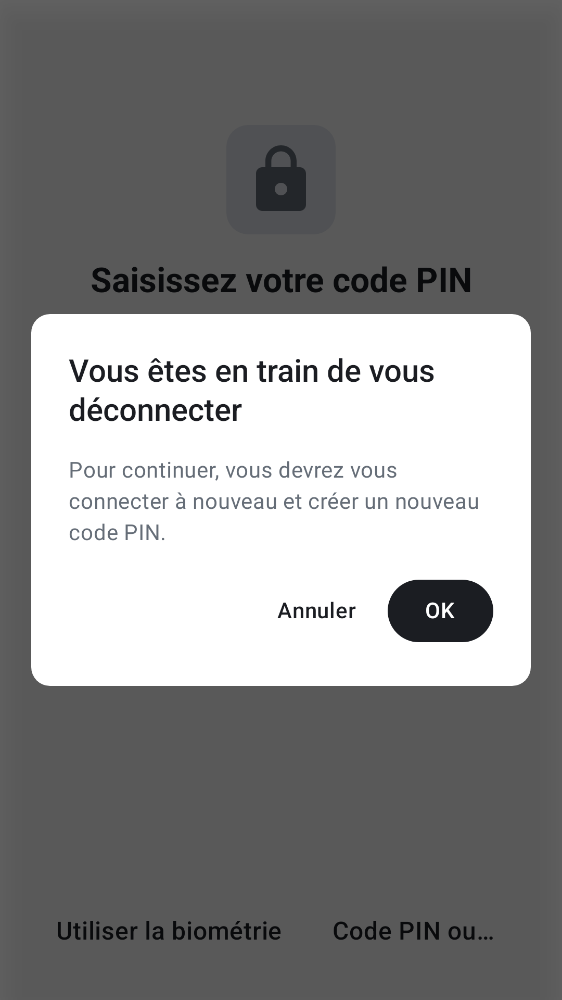 Saisissez votre code PIN
Vous êtes en train de vous
déconnecter
Pour continuer, vous devrez vous
connecter à nouveau et créer un nouveau
code PIN.
Annuler
OK
Utiliser la biométrie
Code PIN ou...